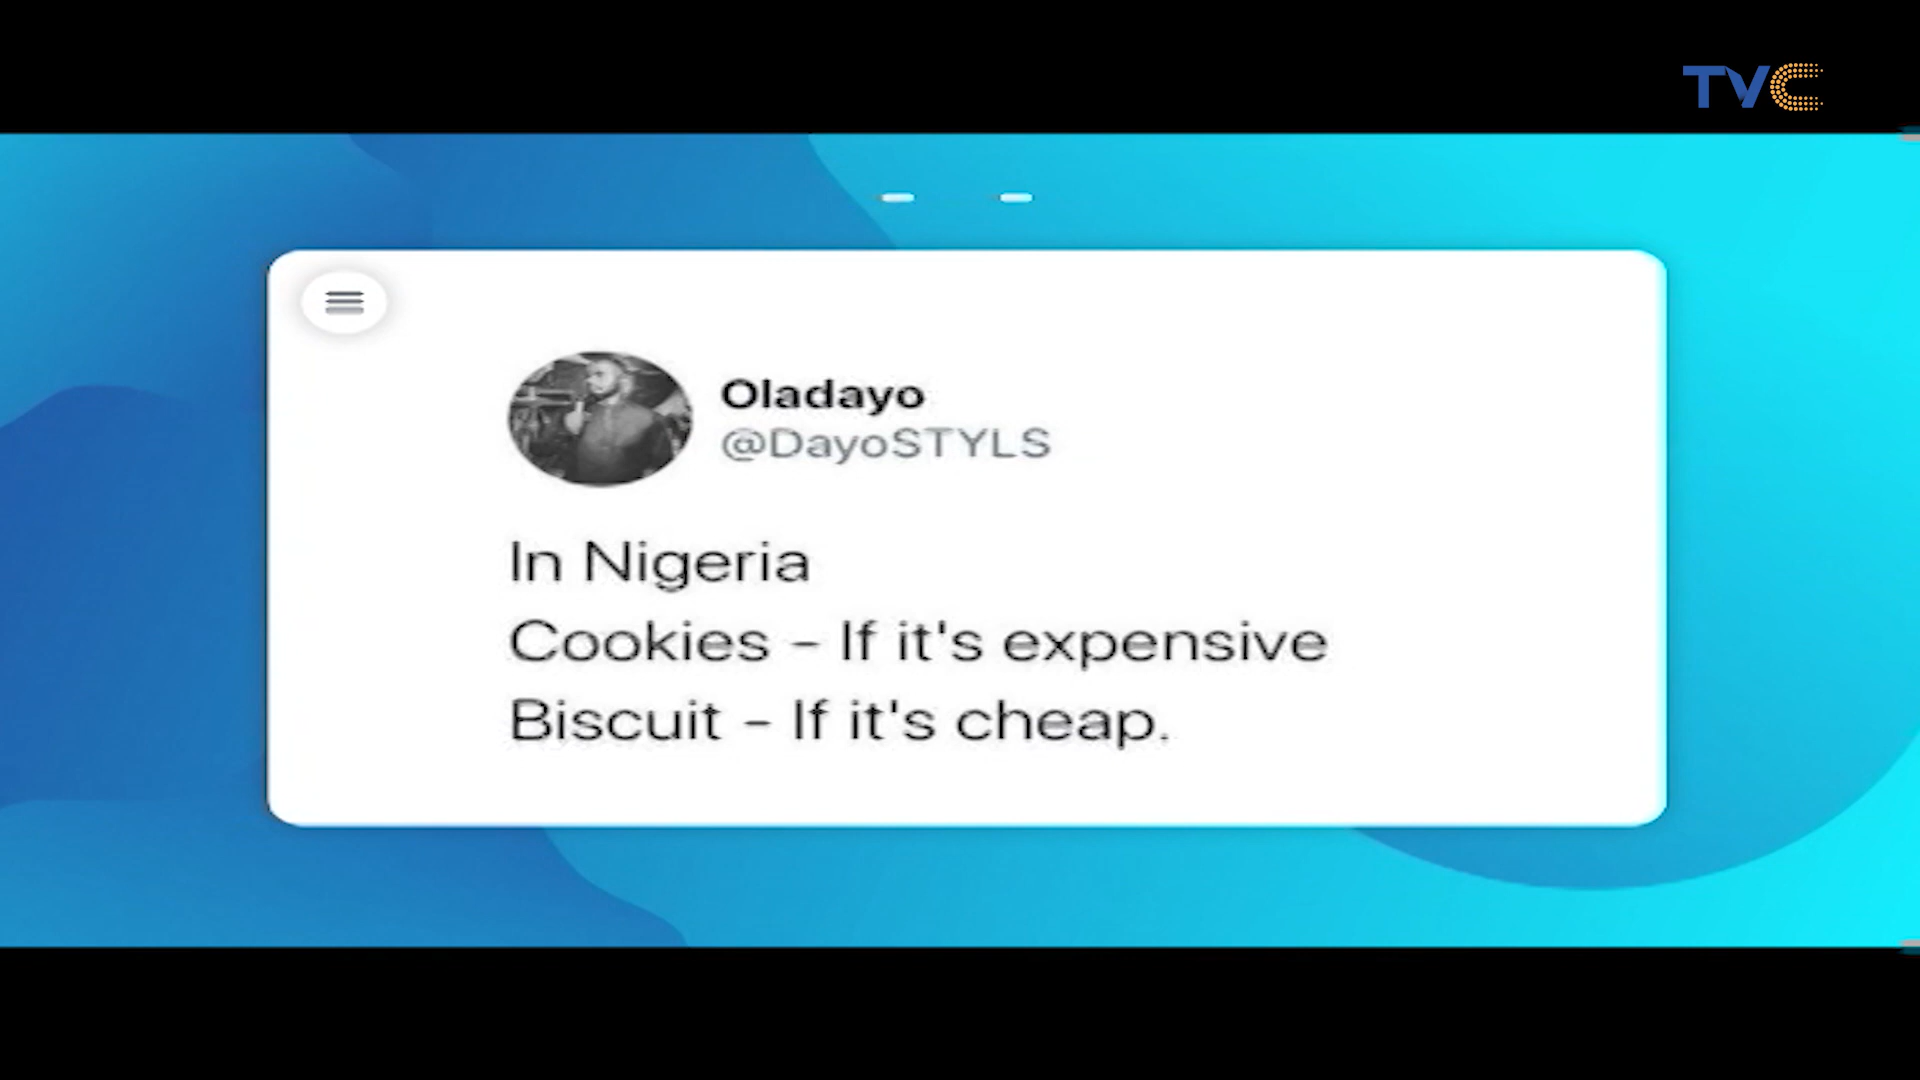 TVC
Oladayo
@DayoSTYLS
In Nigeria
Cookies - If it's expensive
Biscuit - If it's cheap.